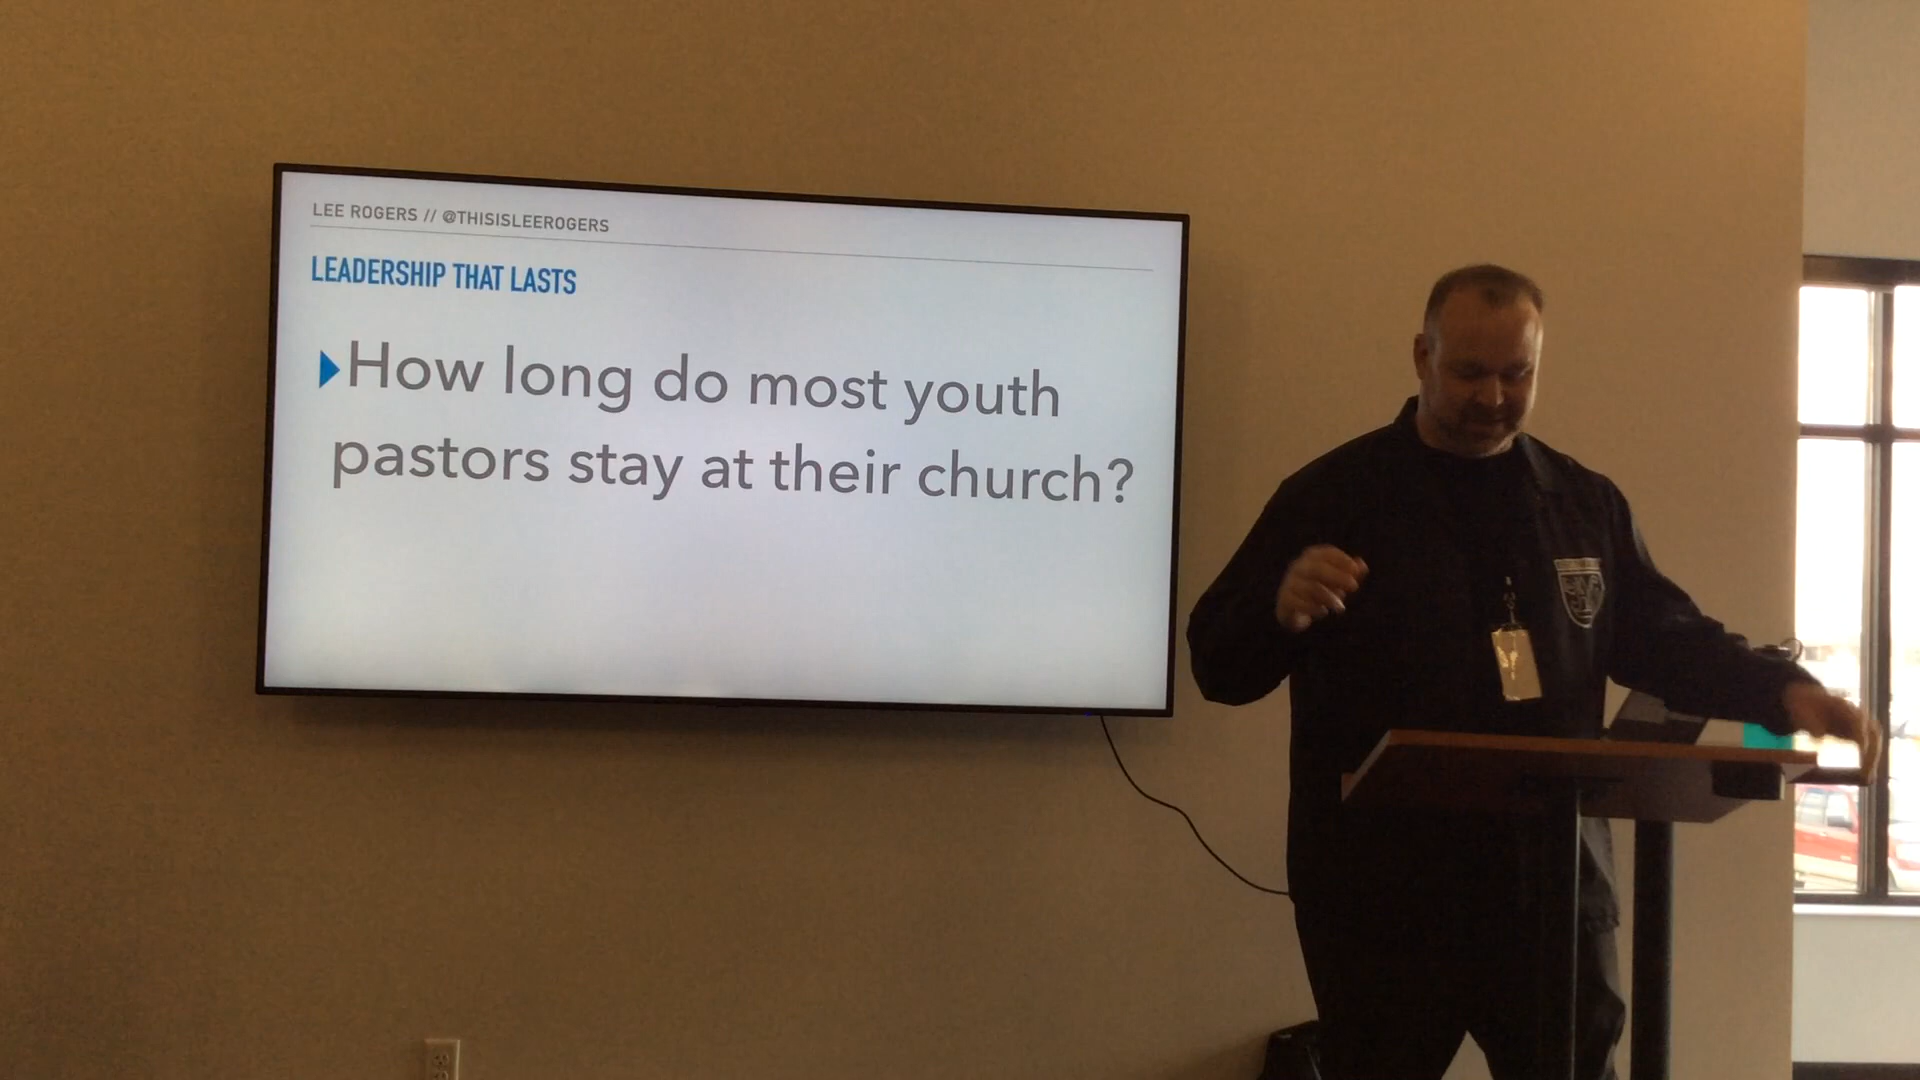 LEE ROGERS // @THISISLEEROGERS
LEADERSHIP THAT LASTS
How long do most youth
pastors stay at their church?